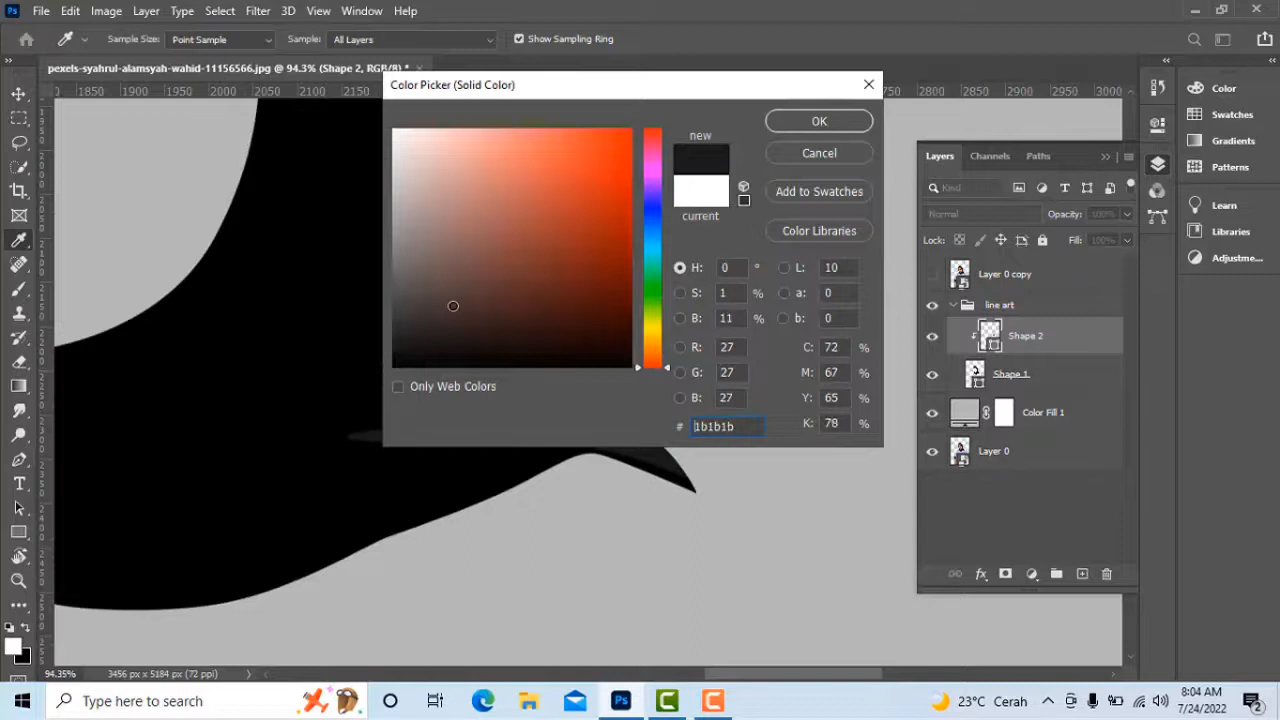 Ps File Edit Image Layer Type Select Filter 3D View Window Help
Sample Size: Point Sample Sample: All Layers Show Sampling Ring
pexels-syahrul-alamsyah-wahid-11156566.jpg @ 94.3% (Shape 2, RGB/8) *
1850 1900 1950 2000 2050 2100 2150
2800 2850 2900 2950 3000
Color Picker (Solid Color)
new
current
OK
Cancel
Add to Swatches
Color Libraries
H: 0 ° L: 10
S: 1 % a: 0
B: 11 % b: 0
R: 27 C: 72 %
G: 27 M: 67 %
B: 27 Y: 65 %
# 1b1b1b K: 78 %
Only Web Colors
Layers Channels Paths
Kind
Normal Opacity: 100%
Lock: Fill: 100%
Layer 0 copy
line art
Shape 2
Shape 1
Color Fill 1
Layer 0
Color
Swatches
Gradients
Patterns
Learn
Libraries
Adjustme...
94.35% 3456 px x 5184 px (72 ppi)
Type here to search
Ps
23°C Cerah
8:04 AM
7/24/2022
2